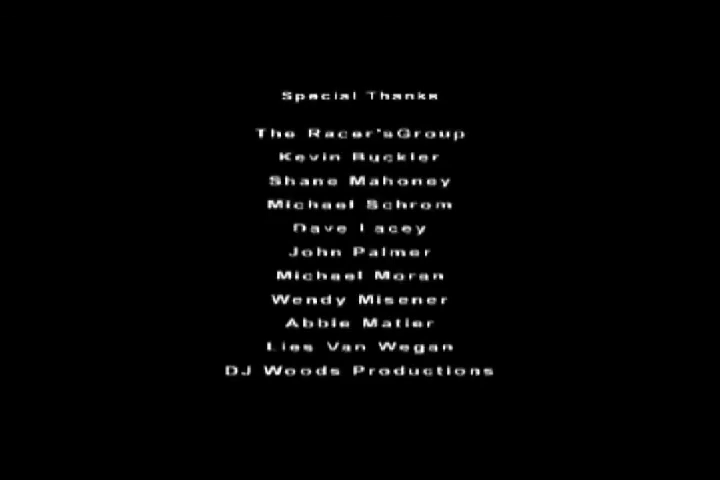 Special Thanks
The Racer'sGroup
Kevin Buckler
Shane Mahoney
Michael Schrom
Dave Lacey
John Palmer
Michael Moran
Wendy Misener
Abbie Matier
Lies Van Wegan
DJ Woods Productions